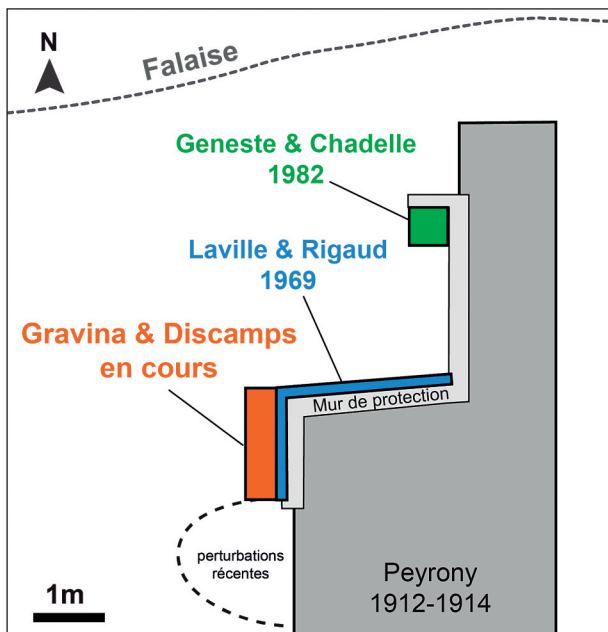 N
Falaise
Geneste & Chadelle
1982
Laville & Rigaud
1969
Gravina & Discamps
en cours
Mur de protection
perturbations
récentes
Peyrony
1912-1914
1m